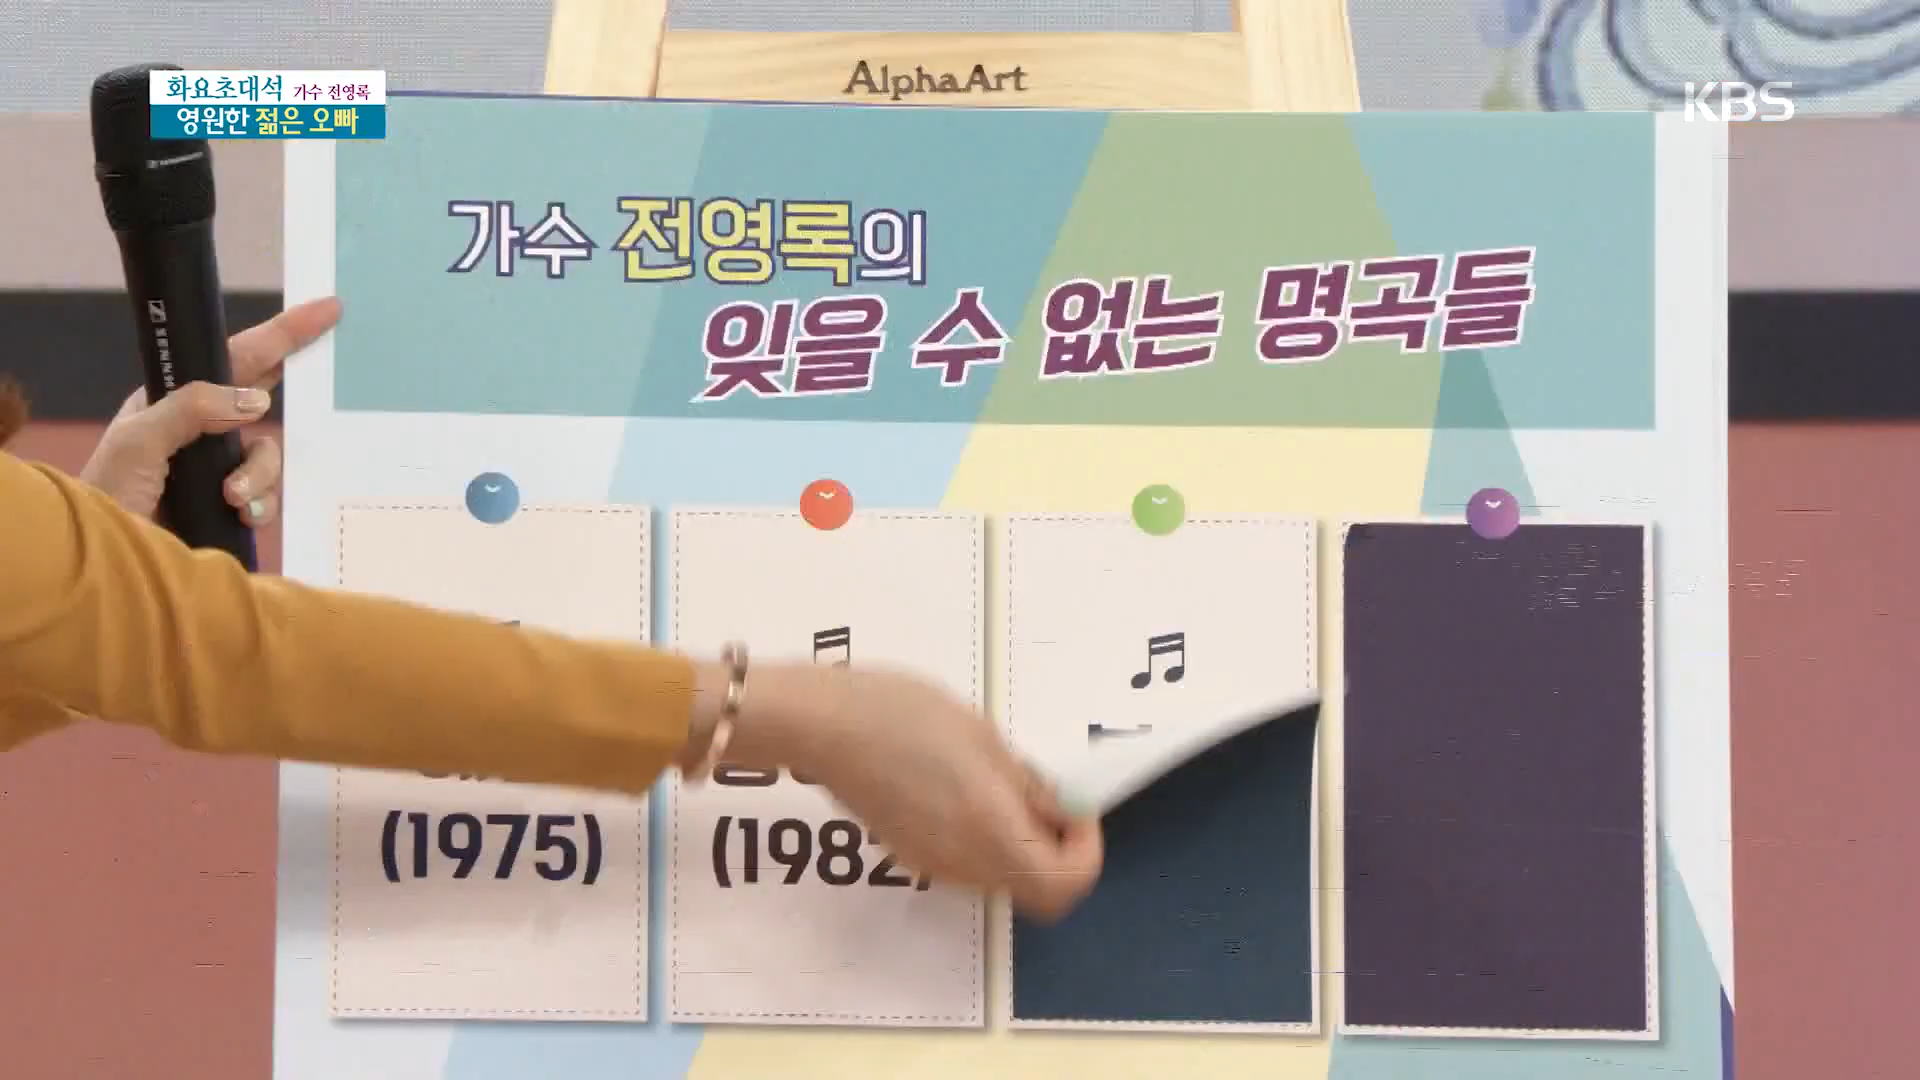 화요초대석 가수 전영록
영원한 젊은 오빠
AlphaArt
KBS
가수 전영록의
잊을 수 없는 명곡들
(1975)
(1982)